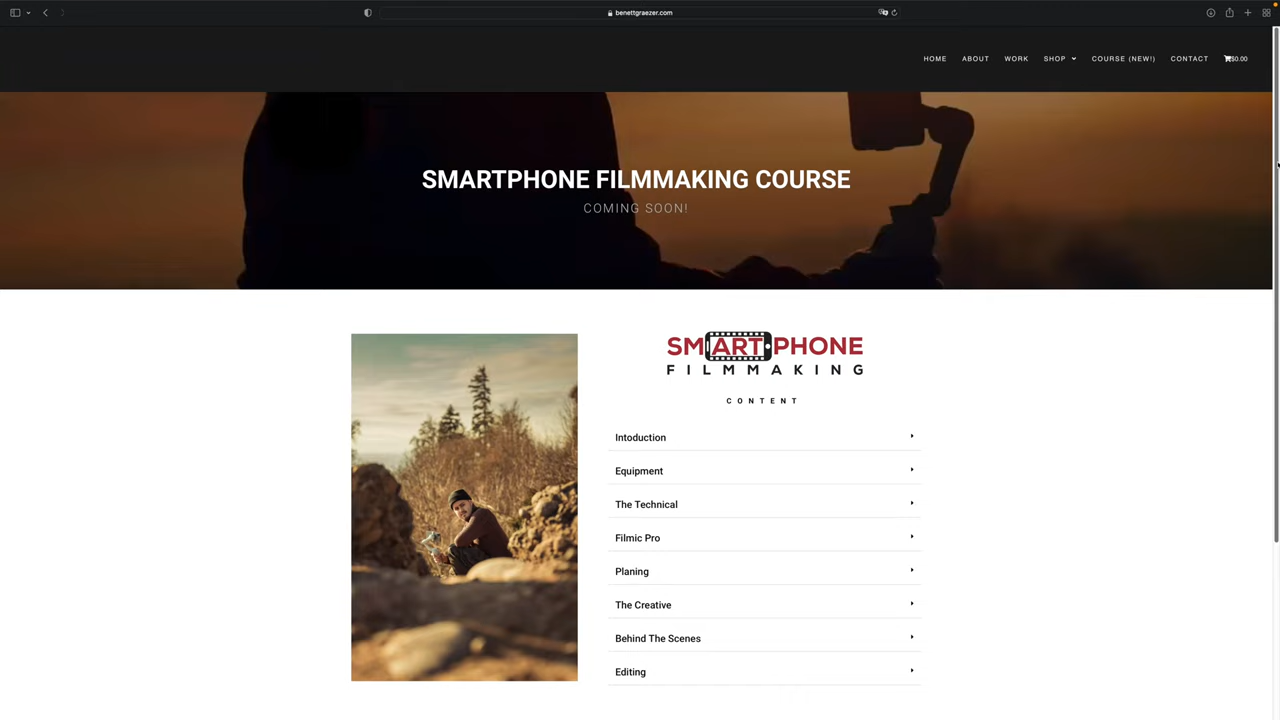 benettgraezer.com
HOME ABOUT WORK SHOP COURSE (NEW!) CONTACT $0.00
SMARTPHONE FILMMAKING COURSE
COMING SOON!
SMARTPHONE
FILMMAKING
CONTENT
Intoduction
Equipment
The Technical
Filmic Pro
Planing
The Creative
Behind The Scenes
Editing